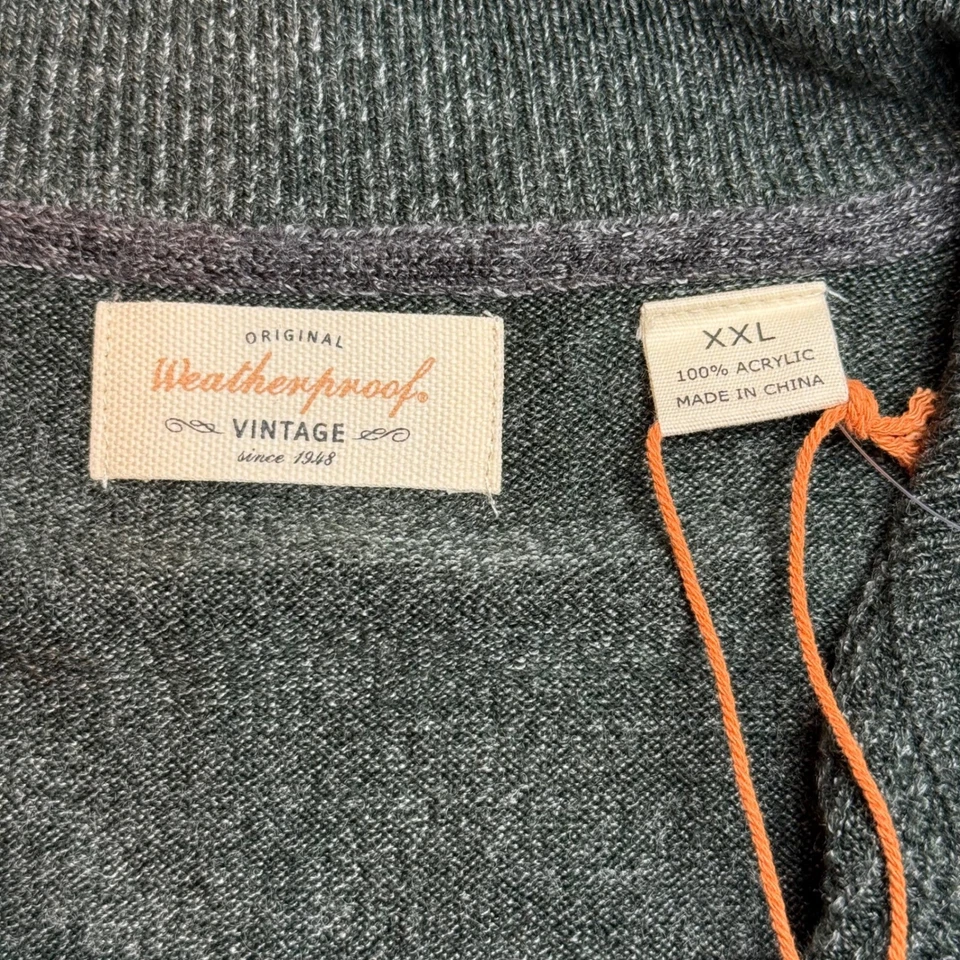 ORIGINAL
Weatherproof®
VINTAGE
since 1948
XXL
100% ACRYLIC
MADE IN CHINA